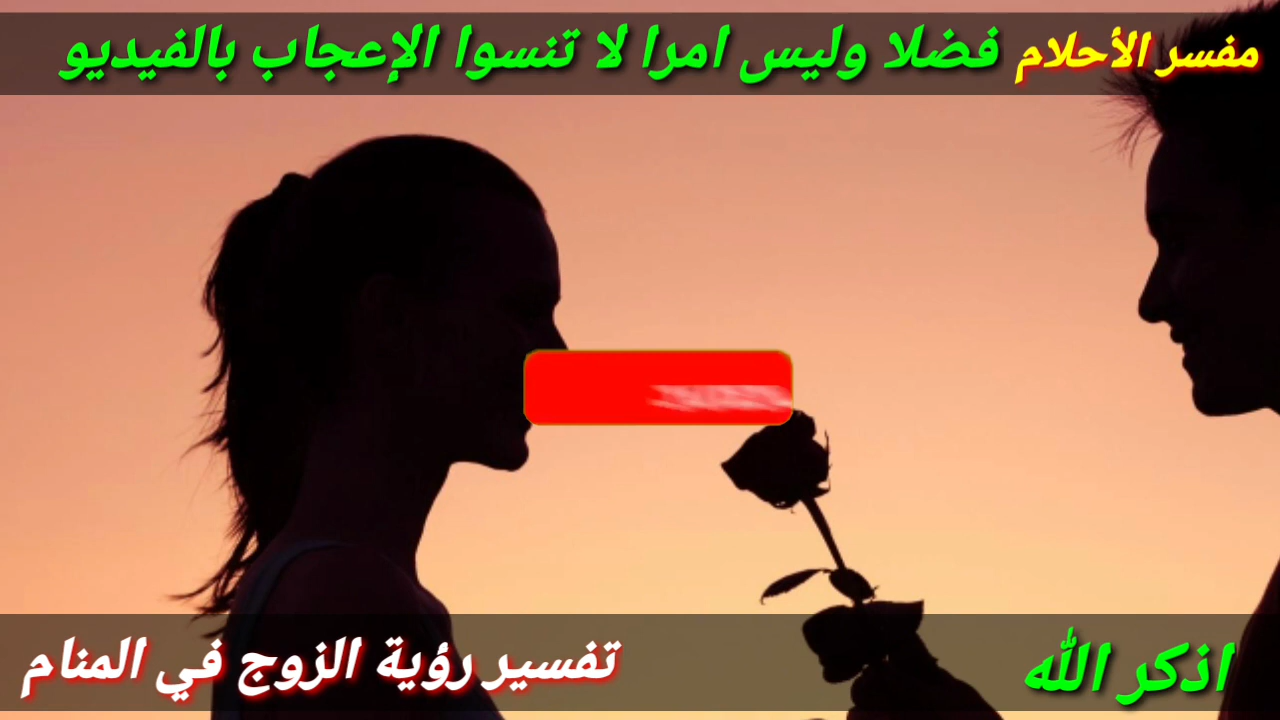 مفسر الأحلام فضلا وليس امرا لا تنسوا الإعجاب بالفيديو
اذكر الله
تفسير رؤية الزوج في المنام